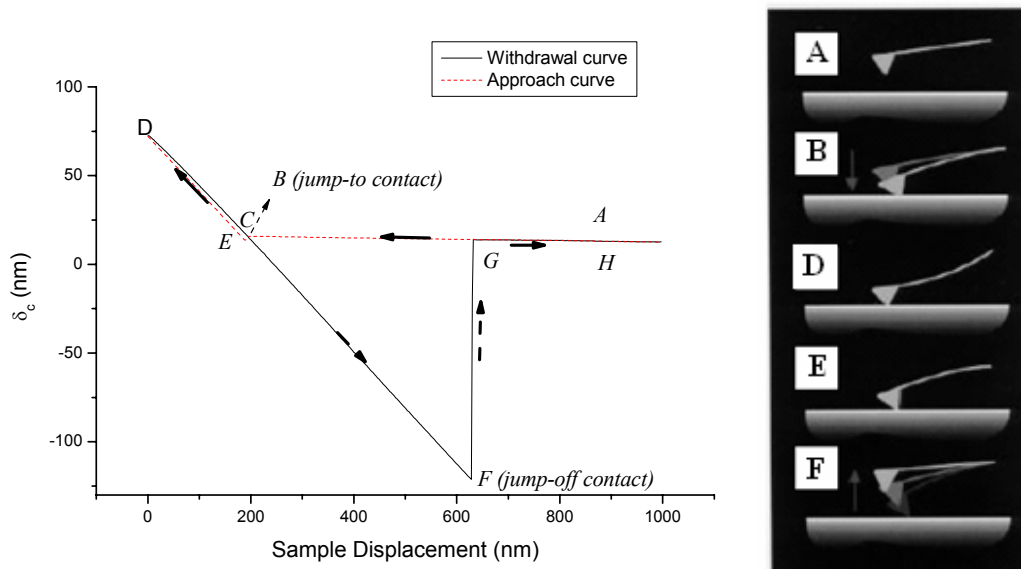 Withdrawal curve
Approach curve
100
50
0
-50
-100
δc (nm)
D
B (jump-to contact)
C
E
A
G
H
F (jump-off contact)
0
200
400
600
800
1000
Sample Displacement (nm)
A
B
D
E
F